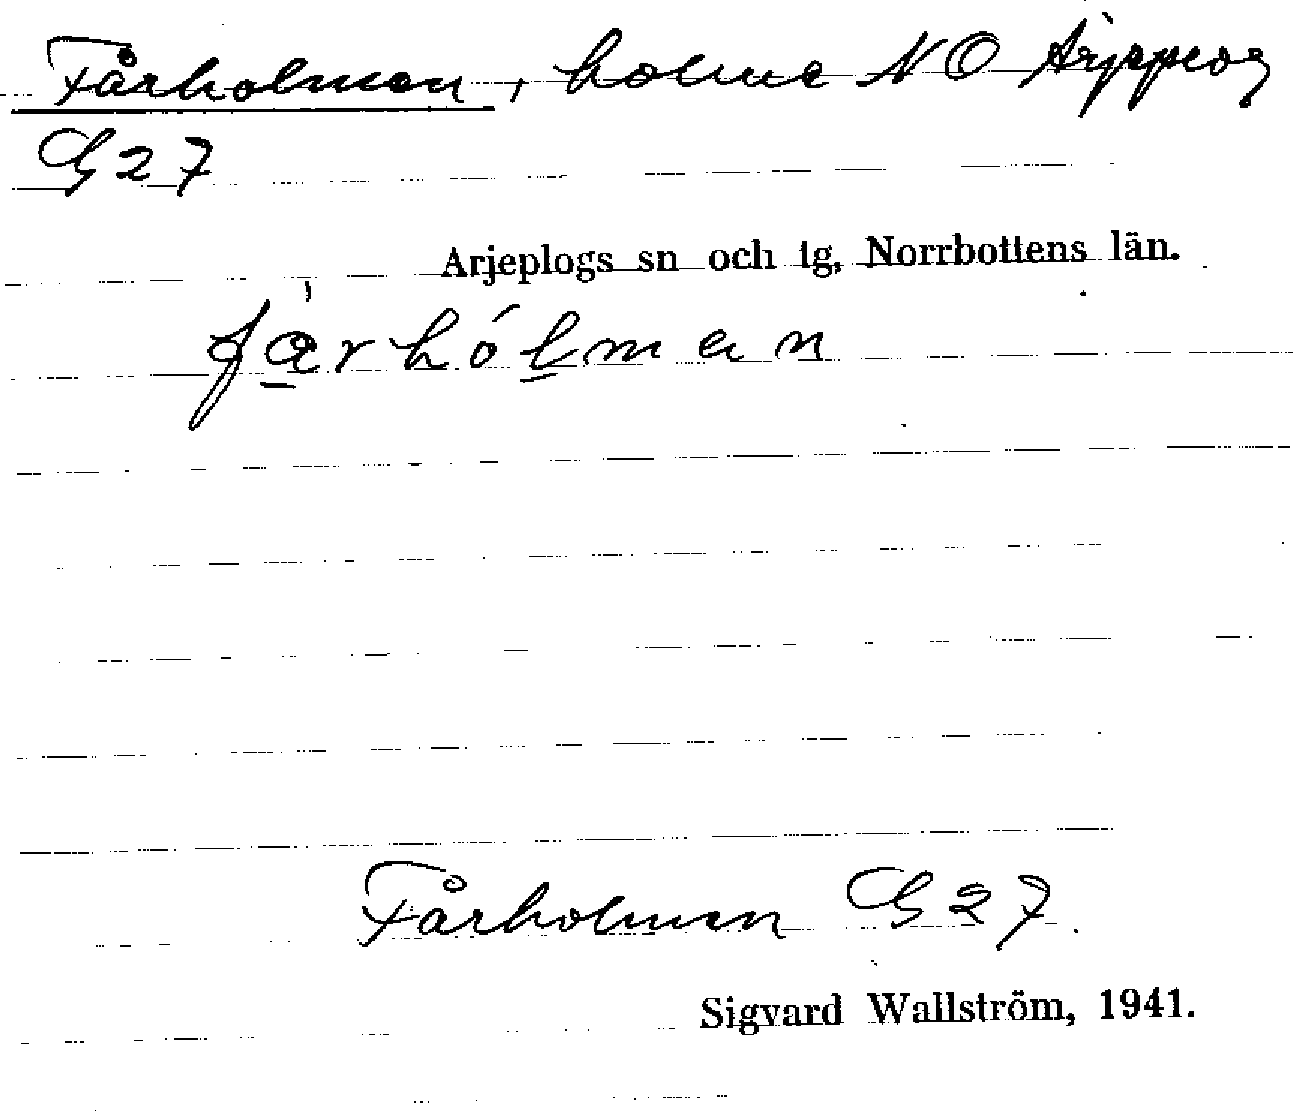 Fårholmen, holme NO Arjeplog
G27
Arjeplogs sn och tg, Norrbottens län.
fårhólman
Fårholmen G27.
Sigvard Wallström, 1941.